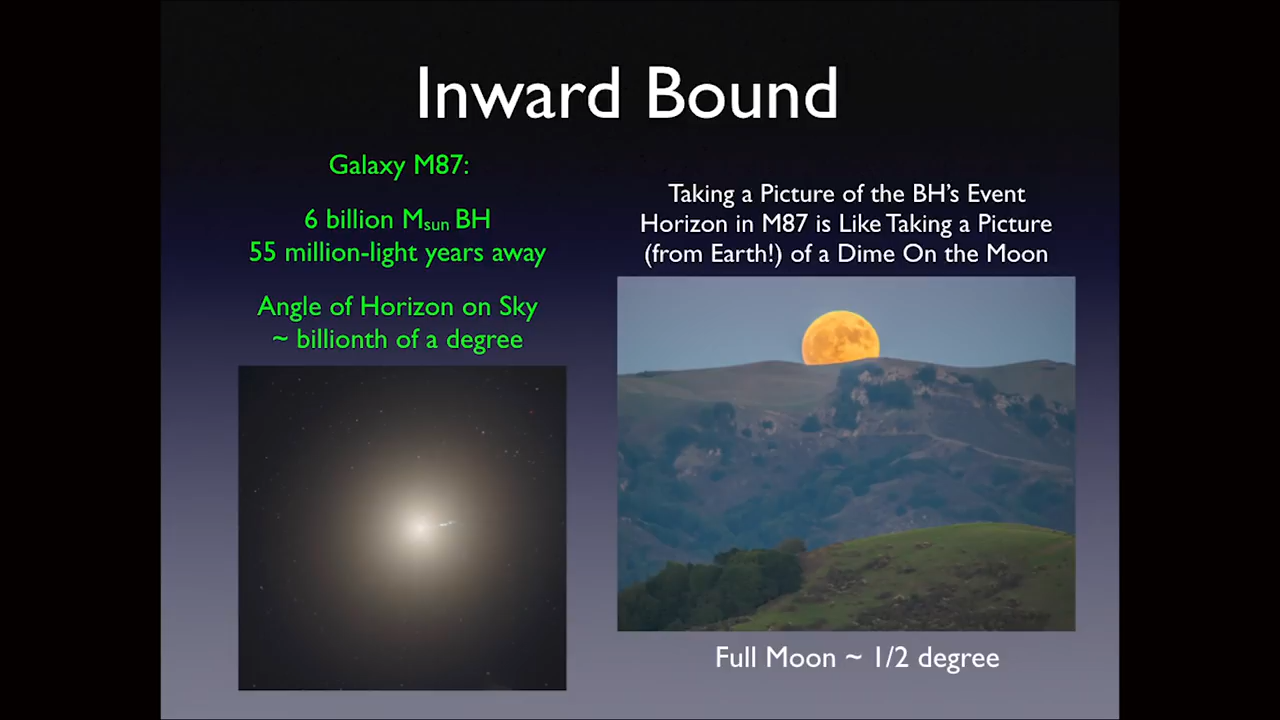 Inward Bound
Galaxy M87:
6 billion Msun BH
55 million-light years away
Angle of Horizon on Sky
~ billionth of a degree
Taking a Picture of the BH's Event
Horizon in M87 is Like Taking a Picture
(from Earth!) of a Dime On the Moon
Full Moon ~ 1/2 degree